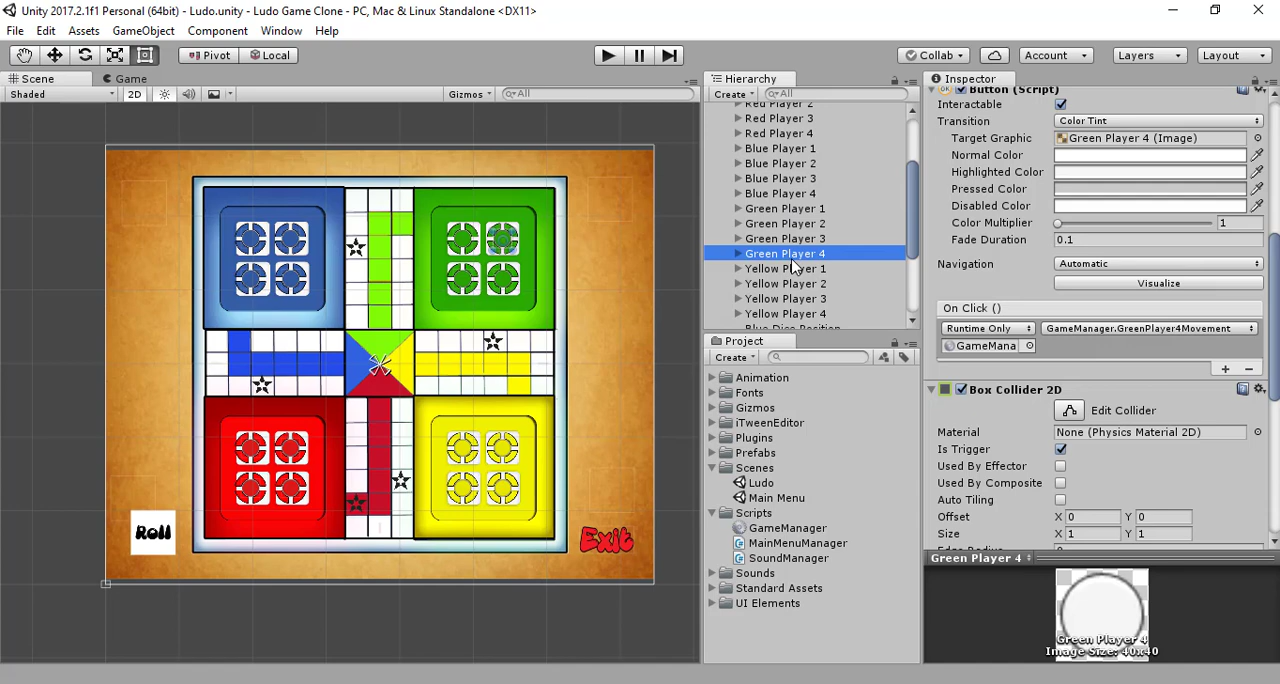 Unity 2017.2.1f1 Personal (64bit) - Ludo.unity - Ludo Game Clone - PC, Mac & Linux Standalone <DX11>
File Edit Assets GameObject Component Window Help
Pivot Local Collab Account Layers Layout
Scene Game
Shaded 2D Gizmos All
Roll
Exit
Hierarchy
Create All
Red Player 2
Red Player 3
Red Player 4
Blue Player 1
Blue Player 2
Blue Player 3
Blue Player 4
Green Player 1
Green Player 2
Green Player 3
Green Player 4
Yellow Player 1
Yellow Player 2
Yellow Player 3
Yellow Player 4
Blue Dice Position
Project
Create
Animation
Fonts
Gizmos
iTweenEditor
Plugins
Prefabs
Scenes
Ludo
Main Menu
Scripts
GameManager
MainMenuManager
SoundManager
Sounds
Standard Assets
UI Elements
Inspector
Button (Script)
Interactable
Transition Color Tint
Target Graphic Green Player 4 (Image)
Normal Color
Highlighted Color
Pressed Color
Disabled Color
Color Multiplier 1
Fade Duration 0.1
Navigation Automatic
Visualize
On Click ()
Runtime Only GameManager.GreenPlayer4Movement
GameMana
Box Collider 2D
Edit Collider
Material None (Physics Material 2D)
Is Trigger
Used By Effector
Used By Composite
Auto Tiling
Offset X 0 Y 0
Size X 1 Y 1
Green Player 4
Green Player 4
Image Size: 40x40